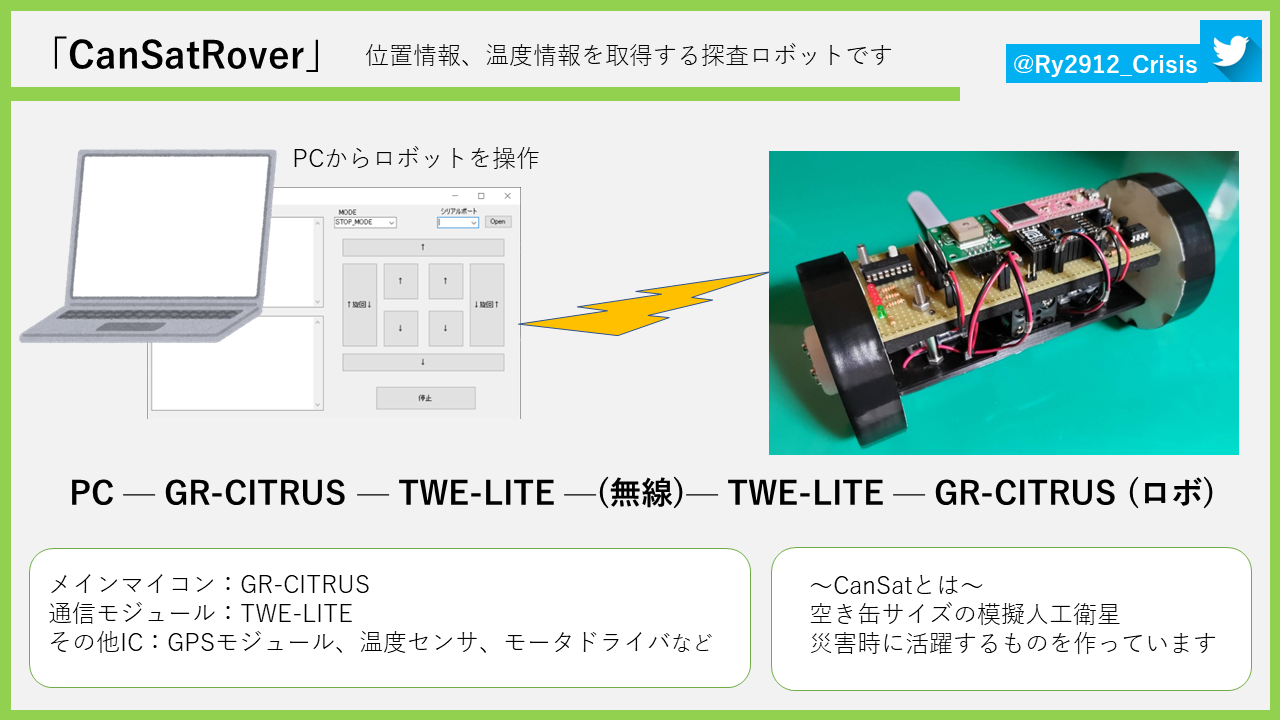 「CanSatRover」
位置情報、温度情報を取得する探査ロボットです
@Ry2912_Crisis
PCからロボットを操作
MODE
シリアルポート
STOP_MODE
Open
↑
↑旋回↓
↑
↑
↓旋回↑
↓
↓
↓
停止
PC ― GR-CITRUS ― TWE-LITE ―(無線)― TWE-LITE ― GR-CITRUS (ロボ)
メインマイコン：GR-CITRUS
通信モジュール：TWE-LITE
その他IC：GPSモジュール、温度センサ、モータドライバなど
～CanSatとは～
空き缶サイズの模擬人工衛星
災害時に活躍するものを作っています